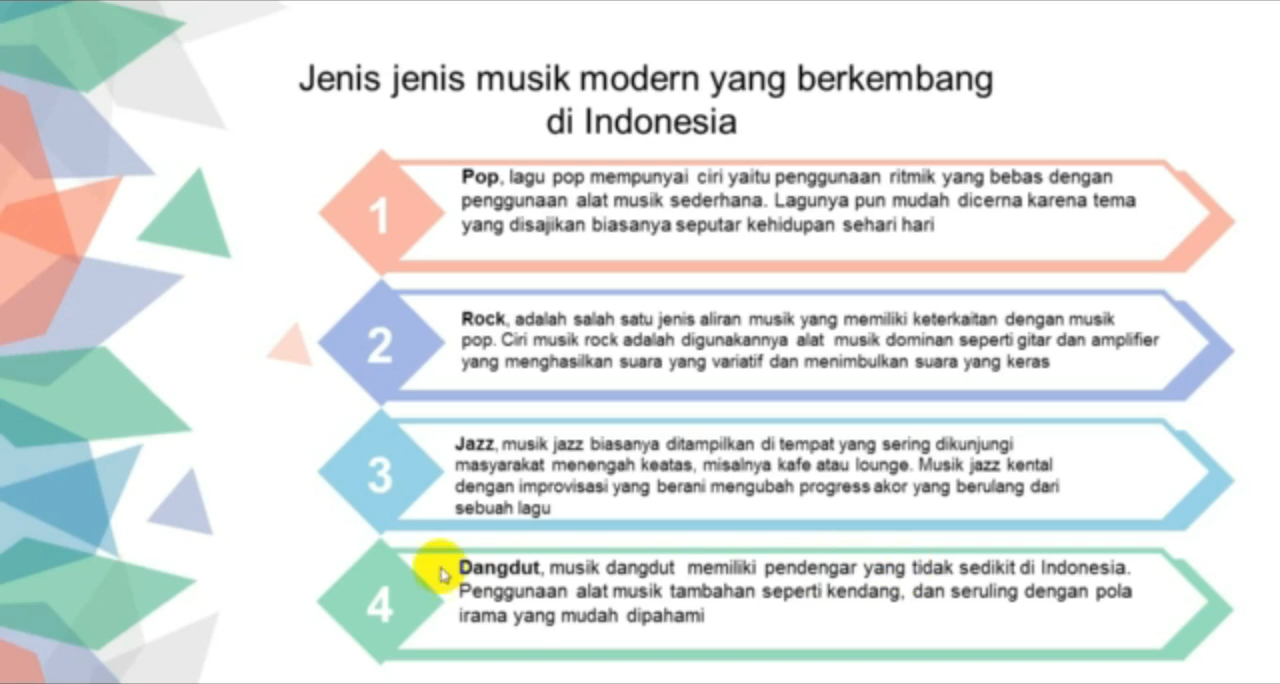 Jenis jenis musik modern yang berkembang
di Indonesia
1
Pop, lagu pop mempunyai ciri yaitu penggunaan ritmik yang bebas dengan
penggunaan alat musik sederhana. Lagunya pun mudah dicerna karena tema
yang disajikan biasanya seputar kehidupan sehari hari
2
Rock, adalah salah satu jenis aliran musik yang memiliki keterkaitan dengan musik
pop. Ciri musik rock adalah digunakannya alat musik dominan seperti gitar dan amplifier
yang menghasilkan suara yang variatif dan menimbulkan suara yang keras
3
Jazz, musik jazz biasanya ditampilkan di tempat yang sering dikunjungi
masyarakat menengah keatas, misalnya kafe atau lounge. Musik jazz kental
dengan improvisasi yang berani mengubah progress akor yang berulang dari
sebuah lagu
4
Dangdut, musik dangdut memiliki pendengar yang tidak sedikit di Indonesia.
Penggunaan alat musik tambahan seperti kendang, dan seruling dengan pola
irama yang mudah dipahami